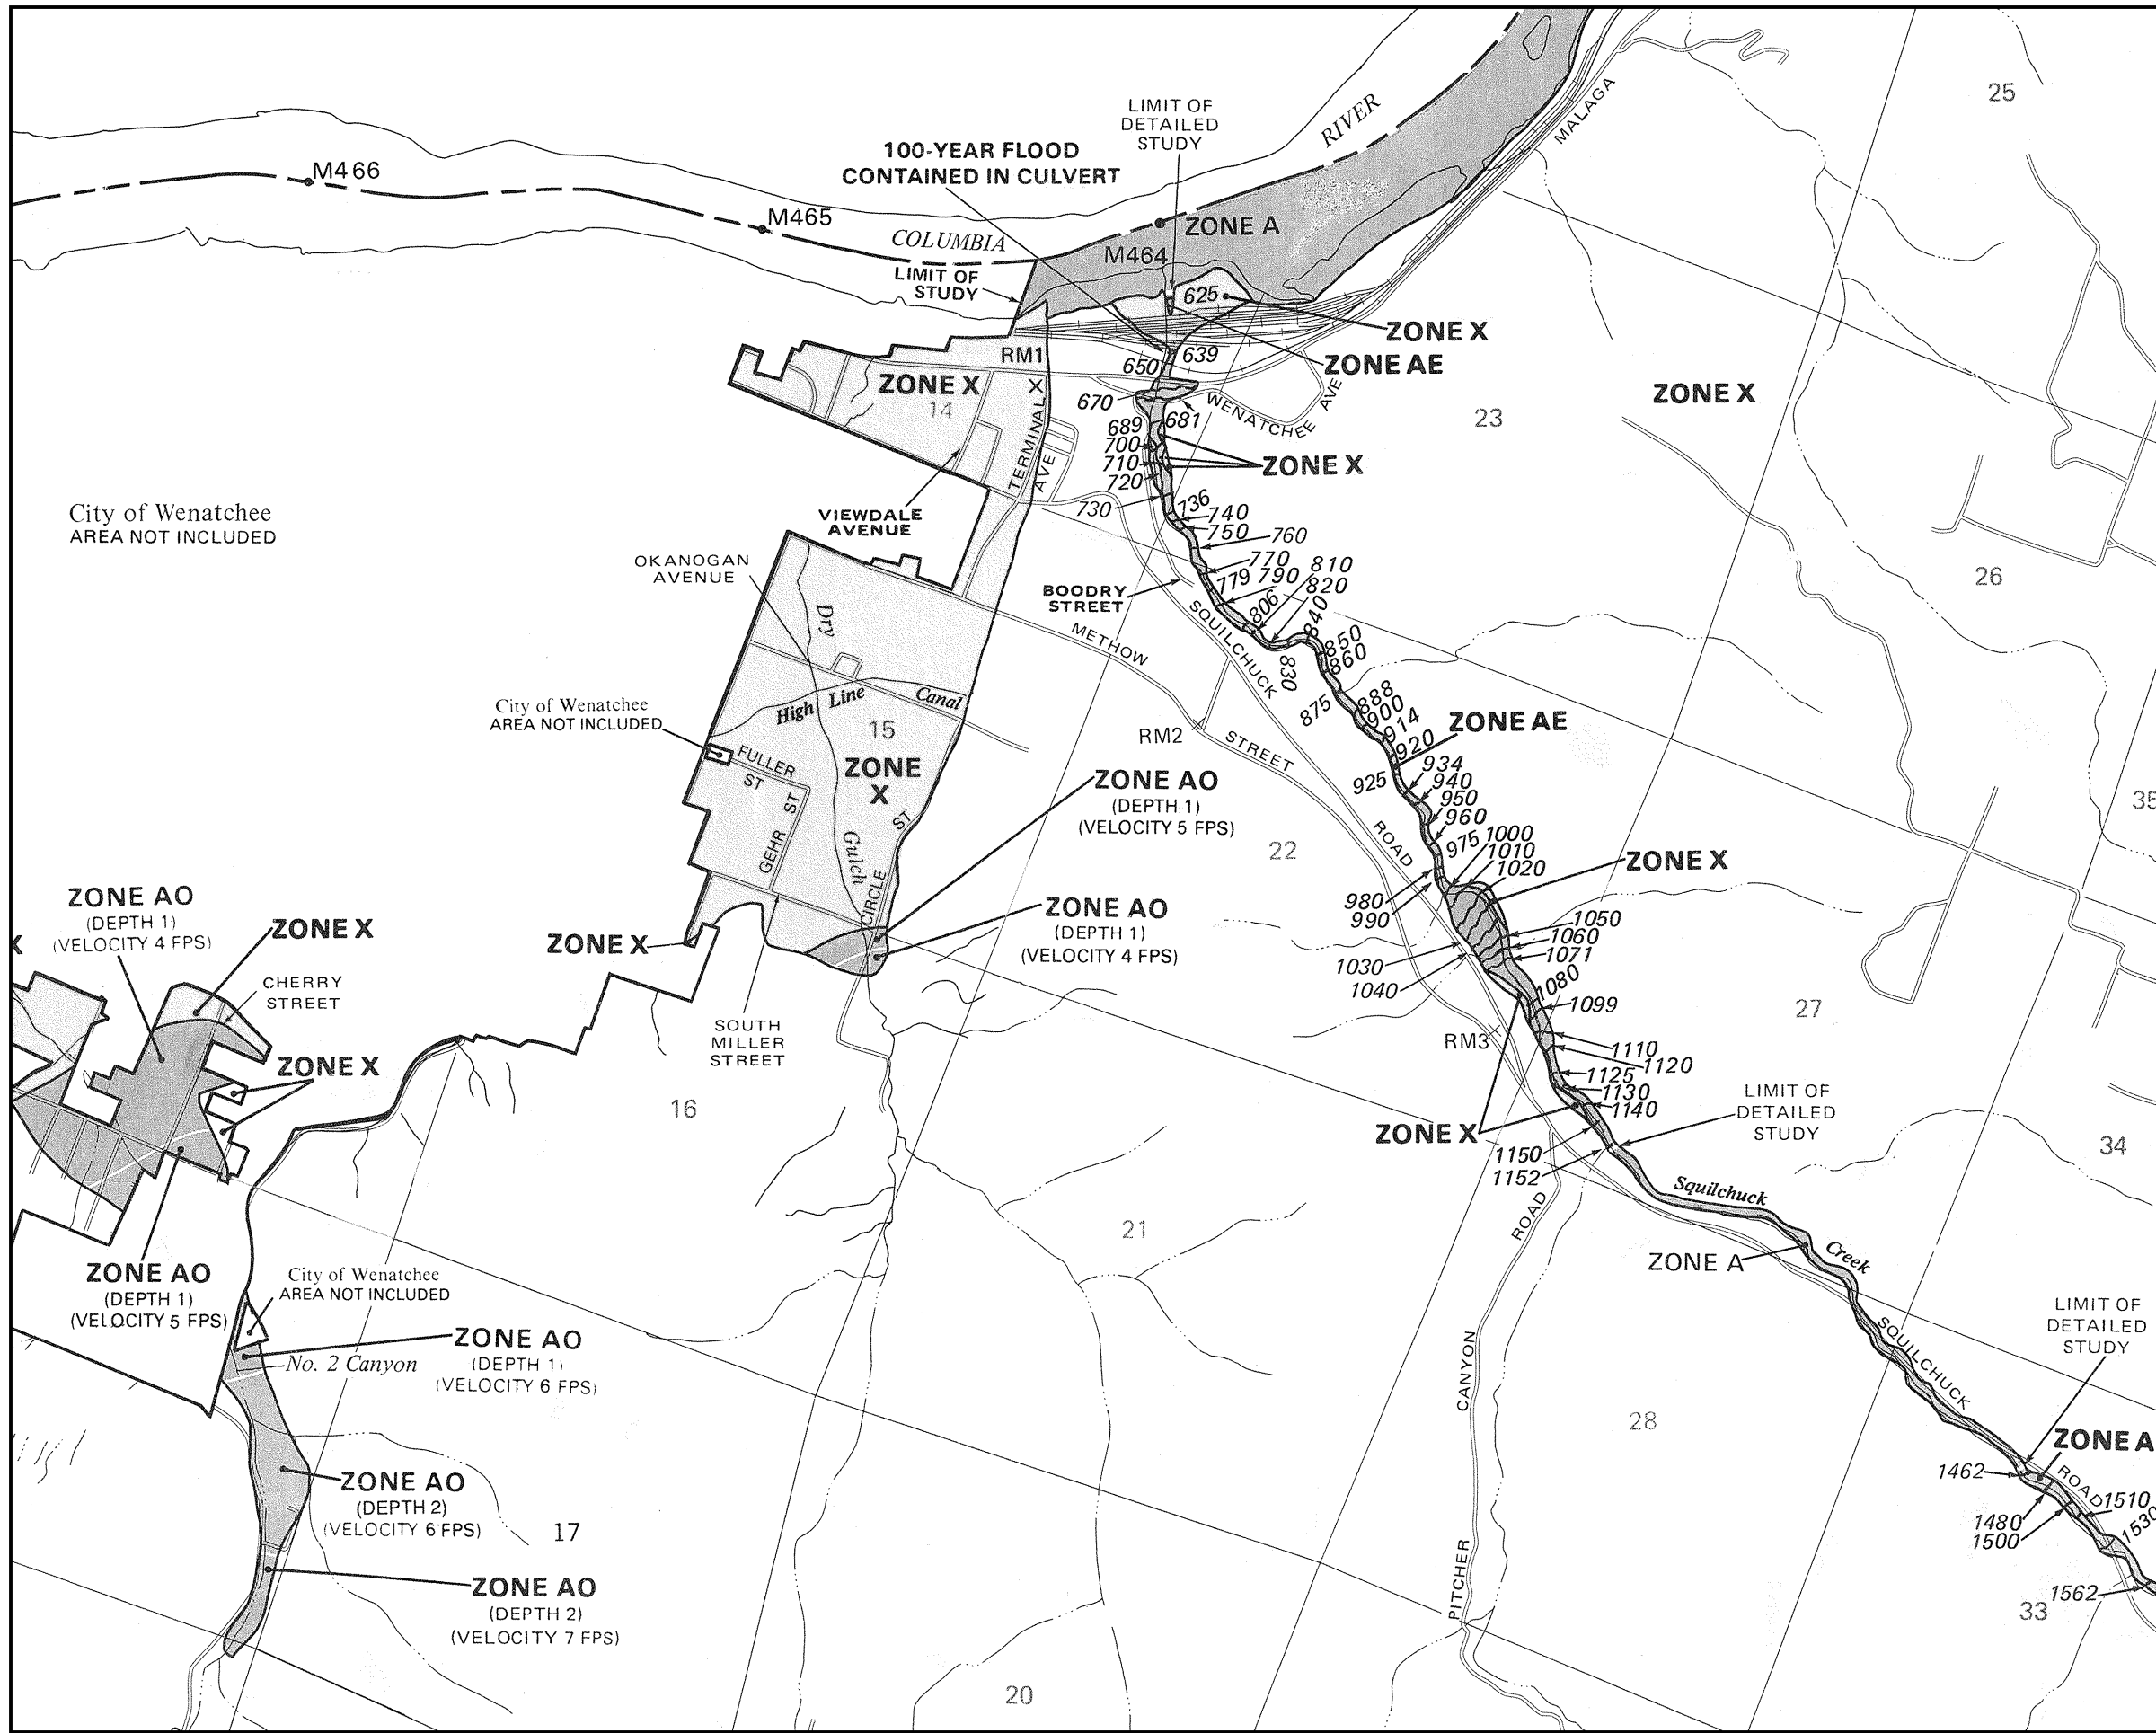 25
MALAGA
RIVER
LIMIT OF
DETAILED
STUDY
100-YEAR FLOOD
CONTAINED IN CULVERT
M466
M465
COLUMBIA
ZONE A
M464
LIMIT OF
STUDY
625
ZONE X
ZONE AE
RM1
639
650
ZONE X
14
X
670
681
WENATCHEE
AVE
23
ZONE X
689
700
710
720
730
ZONE X
TERMINAL
AVE
VIEWDALE
AVENUE
City of Wenatchee
AREA NOT INCLUDED
736
740
750
760
770
779
790
810
820
806
840
850
860
830
875
888
900
914
920
925
934
940
950
960
975
1000
1010
1020
980
990
26
OKANOGAN
AVENUE
Dry
BOODRY
STREET
METHOW
SQUILCHUCK
City of Wenatchee
AREA NOT INCLUDED
High Line Canal
15
RM2
STREET
ZONE AE
FULLER
ST
ZONE
X
GEHR ST
Gulch
CIRCLE ST
ZONE AO
(DEPTH 1)
(VELOCITY 5 FPS)
22
ROAD
35
ZONE X
ZONE AO
(DEPTH 1)
(VELOCITY 4 FPS)
ZONE X
X
CHERRY
STREET
ZONE X
ZONE AO
(DEPTH 1)
(VELOCITY 4 FPS)
1050
1060
1071
1030
1040
1080
1099
27
RM3
1110
1120
1125
1130
1140
SOUTH
MILLER
STREET
ZONE X
16
LIMIT OF
DETAILED
STUDY
ZONE X
1150
1152
34
Squilchuck
Creek
21
ROAD
ZONE A
ZONE AO
(DEPTH 1)
(VELOCITY 5 FPS)
City of Wenatchee
AREA NOT INCLUDED
ZONE AO
(DEPTH 1)
(VELOCITY 6 FPS)
No. 2 Canyon
LIMIT OF
DETAILED
STUDY
SQUILCHUCK
CANYON
28
ZONE A
1462
ROAD
1510
1480
1500
1530
ZONE AO
(DEPTH 2)
(VELOCITY 6 FPS)
17
PITCHER
ZONE AO
(DEPTH 2)
(VELOCITY 7 FPS)
1562
33
20